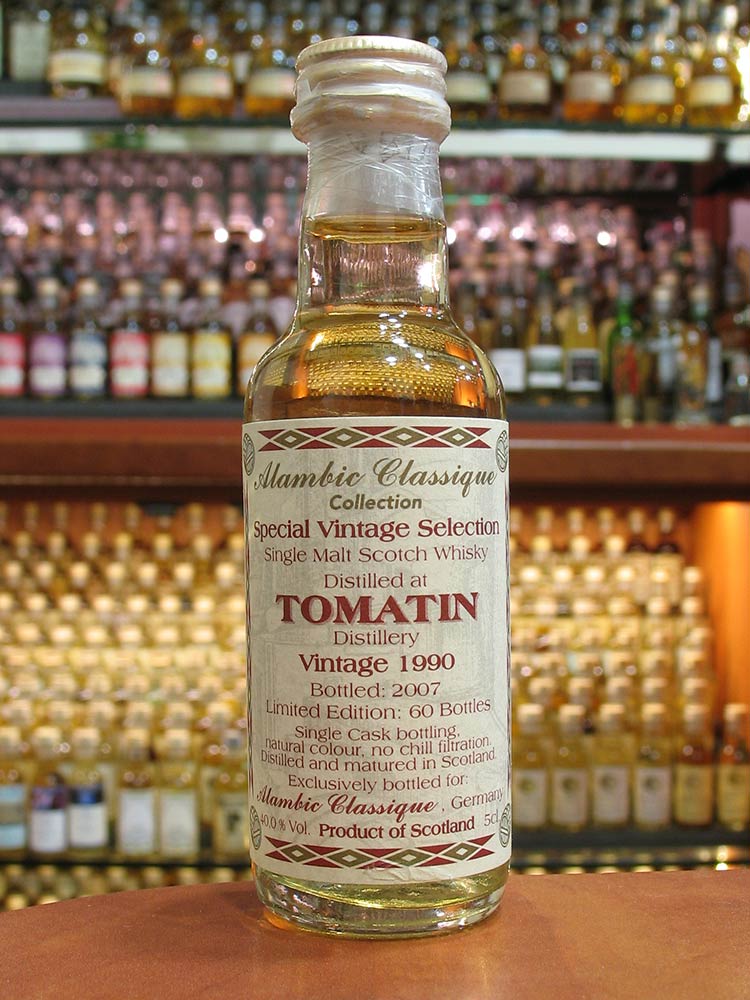 Alambic Classique
Collection
Special Vintage Selection
Single Malt Scotch Whisky
Distilled at
TOMATIN
Distillery
Vintage 1990
Bottled: 2007
Limited Edition: 60 Bottles
Single Cask bottling,
natural colour, no chill filtration.
Distilled and matured in Scotland.
Exclusively bottled for:
Alambic Classique, Germany
40.0% Vol. Product of Scotland 5cl